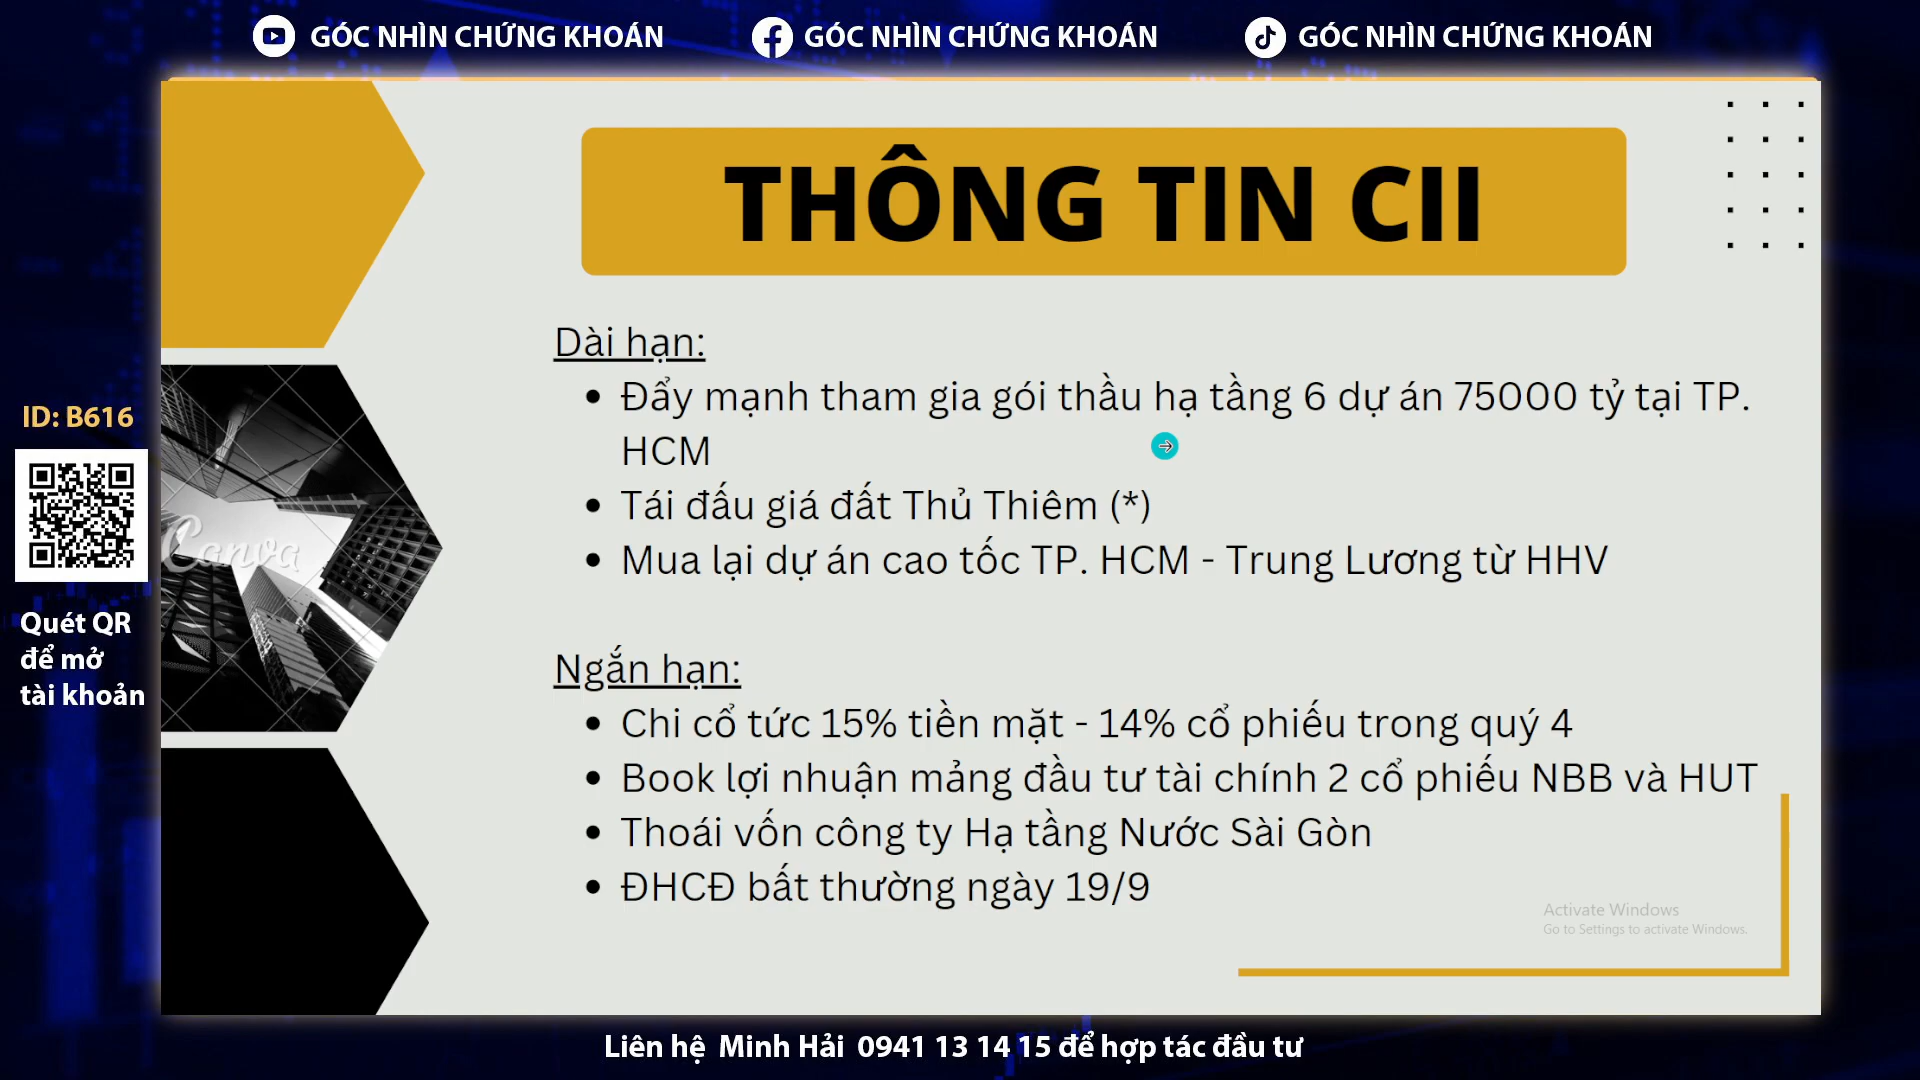 GÓC NHÌN CHỨNG KHOÁN
GÓC NHÌN CHỨNG KHOÁN
GÓC NHÌN CHỨNG KHOÁN
THÔNG TIN CII
Dài hạn:
• Đẩy mạnh tham gia gói thầu hạ tầng 6 dự án 75000 tỷ tại TP.
HCM
• Tái đấu giá đất Thủ Thiêm (*)
• Mua lại dự án cao tốc TP. HCM - Trung Lương từ HHV
Ngắn hạn:
• Chi cổ tức 15% tiền mặt - 14% cổ phiếu trong quý 4
• Book lợi nhuận mảng đầu tư tài chính 2 cổ phiếu NBB và HUT
• Thoái vốn công ty Hạ tầng Nước Sài Gòn
• ĐHCĐ bất thường ngày 19/9
ID: B616
Quét QR
để mở
tài khoản
Canva
Activate Windows
Go to Settings to activate Windows.
Liên hệ Minh Hải 0941 13 14 15 để hợp tác đầu tư